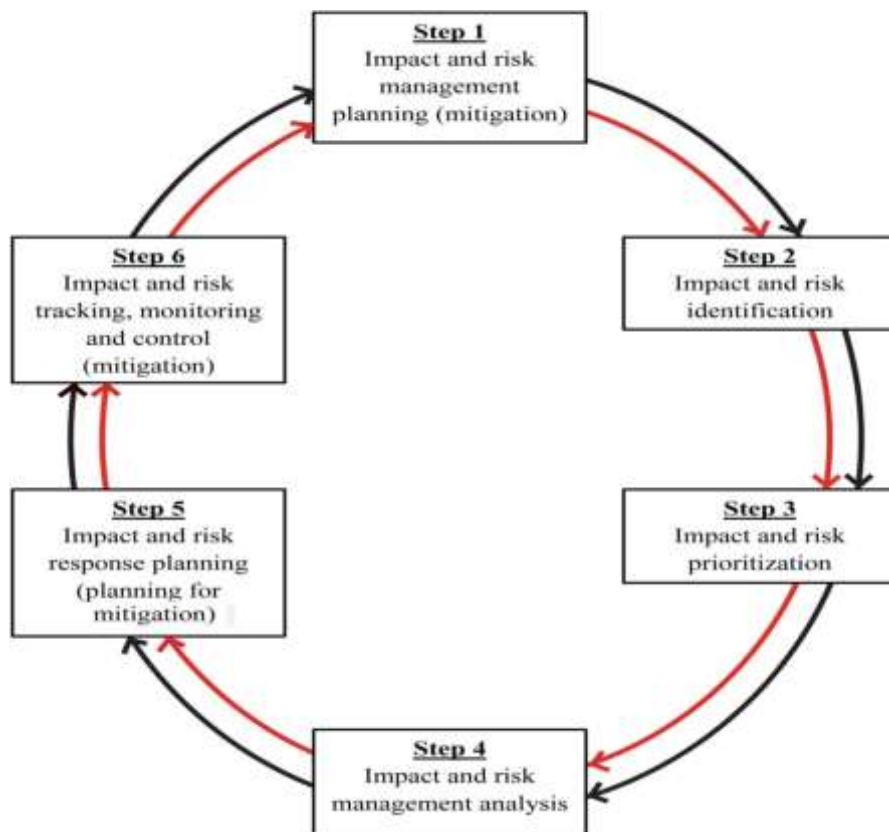 Step 1
Impact and risk
management
planning (mitigation)
Step 2
Impact and risk
identification
Step 3
Impact and risk
prioritization
Step 4
Impact and risk
management analysis
Step 5
Impact and risk
response planning
(planning for
mitigation)
Step 6
Impact and risk
tracking, monitoring
and control
(mitigation)